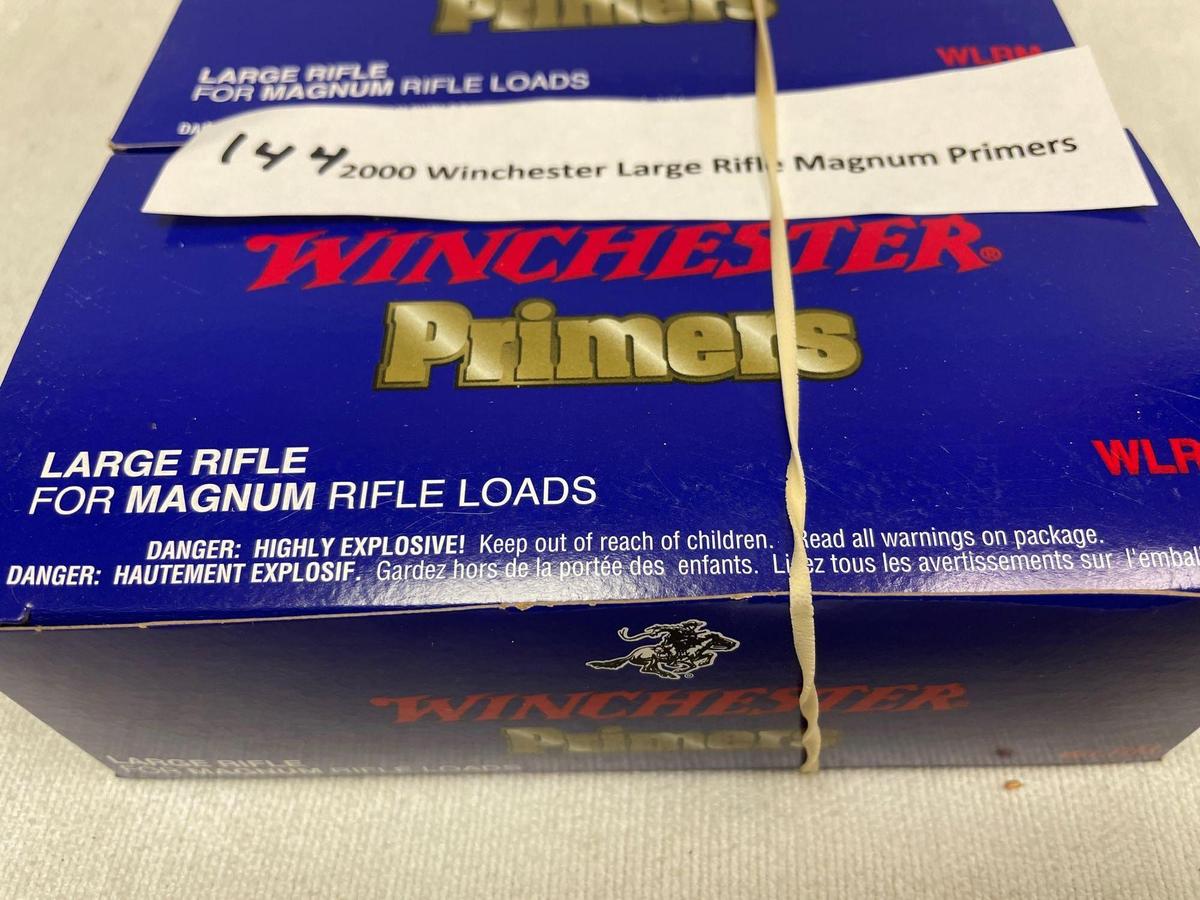 Primers
LARGE RIFLE
FOR MAGNUM RIFLE LOADS
WLRM
144 2000 Winchester Large Rifle Magnum Primers
WINCHESTER®
Primers
LARGE RIFLE
FOR MAGNUM RIFLE LOADS
WLR
DANGER: HIGHLY EXPLOSIVE! Keep out of reach of children. Read all warnings on package.
DANGER: HAUTEMENT EXPLOSIF. Gardez hors de la portée des enfants. Lisez tous les avertissements sur l'embal
WINCHESTER
Primers
LARGE RIFLE
FOR MAGNUM RIFLE LOADS
WLRM